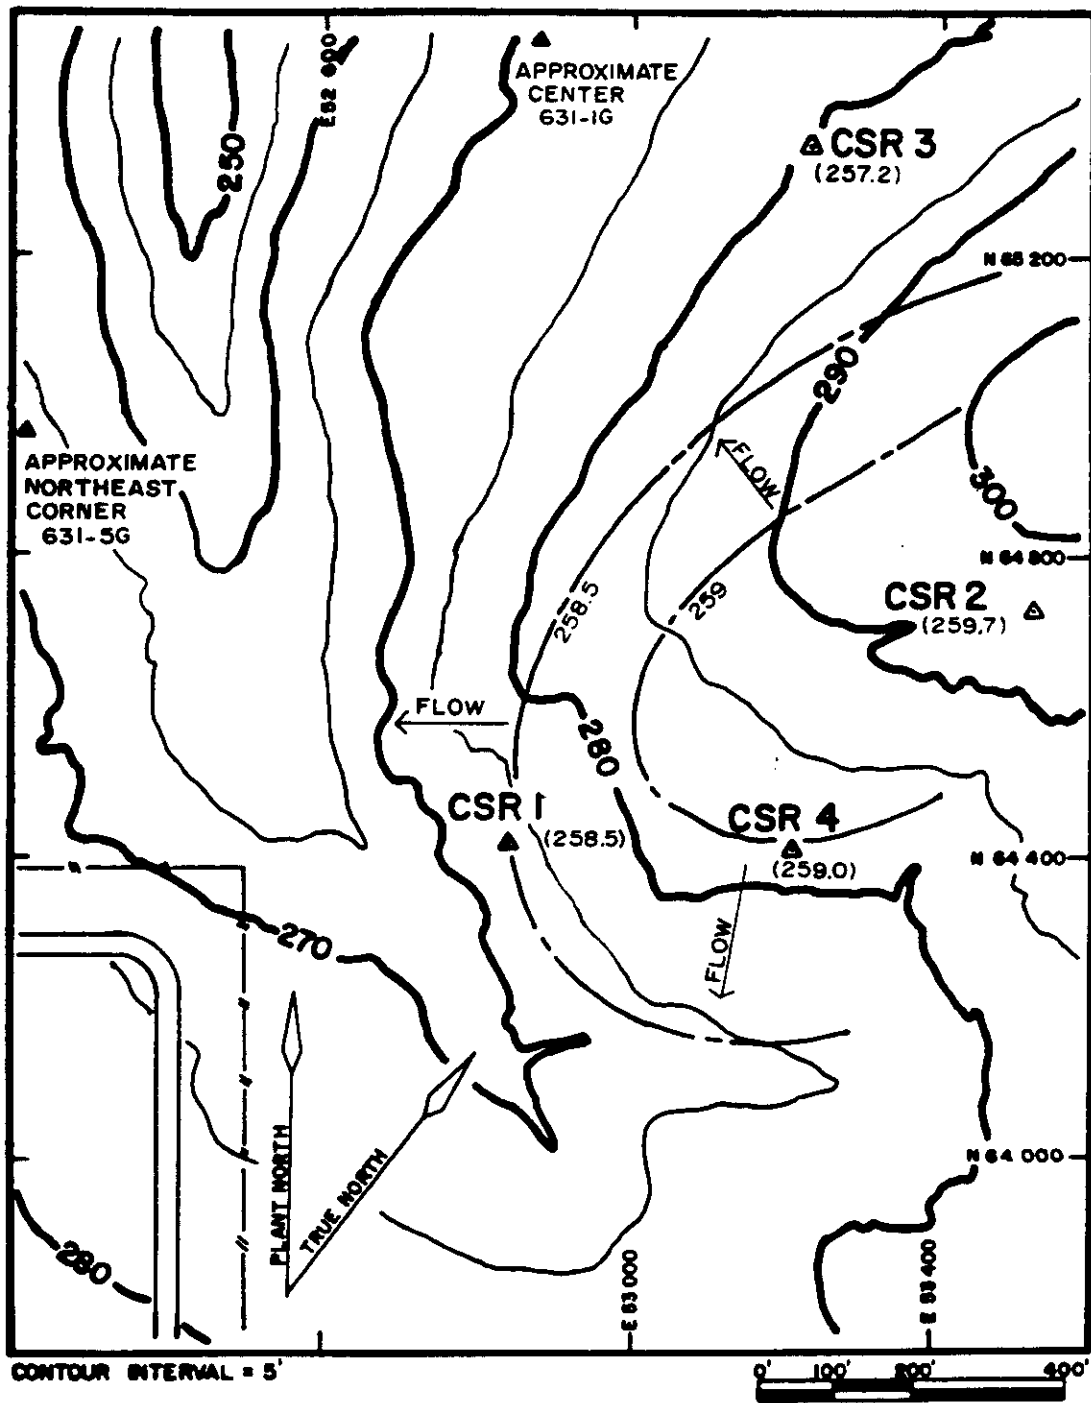 E52 600
APPROXIMATE
CENTER
631-1G
250
CSR 3
(257.2)
N 65 200
290
APPROXIMATE
NORTHEAST
CORNER
631-5G
FLOW
300
N 64 800
258.5
259
CSR 2
(259.7)
FLOW
280
CSR 1
(258.5)
CSR 4
(259.0)
N 64 400
270
FLOW
PLANT NORTH
TRUE NORTH
N 64 000
280
E 53 000
E 53 400
CONTOUR INTERVAL = 5'
0' 100' 200' 400'